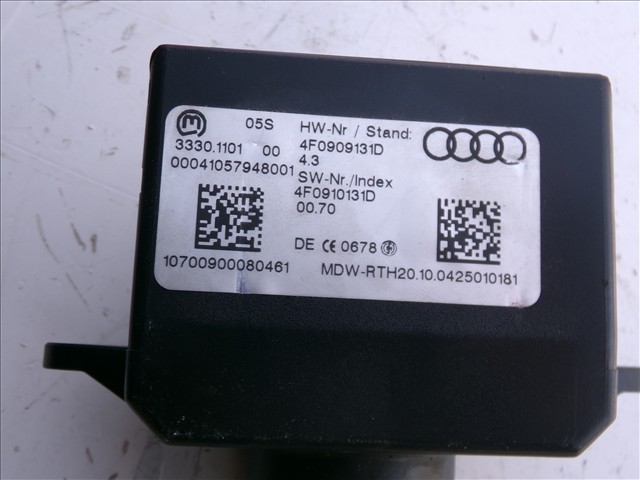 05S
3330.1101 00
00041057948001
HW-Nr / Stand:
4F0909131D
4.3
SW-Nr./Index
4F0910131D
00.70
DE CE 0678
10700900080461
MDW-RTH20.10.0425010181